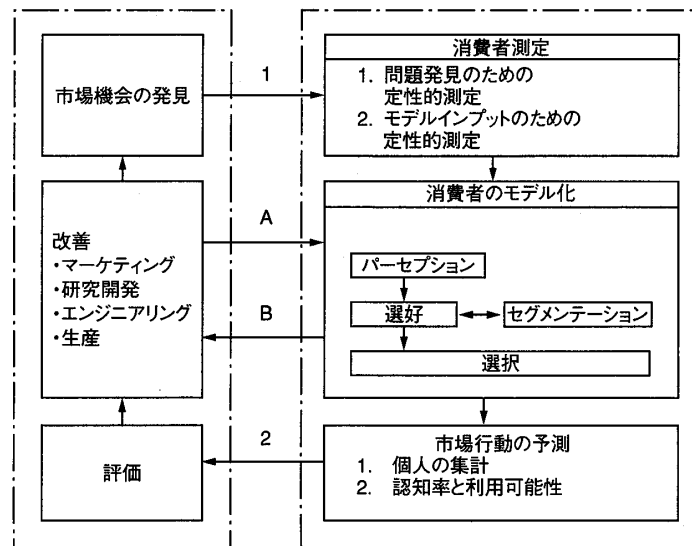 市場機会の発見
改善
・マーケティング
・研究開発
・エンジニアリング
・生産
評価
1
A
B
2
消費者測定
1. 問題発見のための
定性的測定
2. モデルインプットのための
定性的測定
消費者のモデル化
パーセプション
選好
セグメンテーション
選択
市場行動の予測
1. 個人の集計
2. 認知率と利用可能性